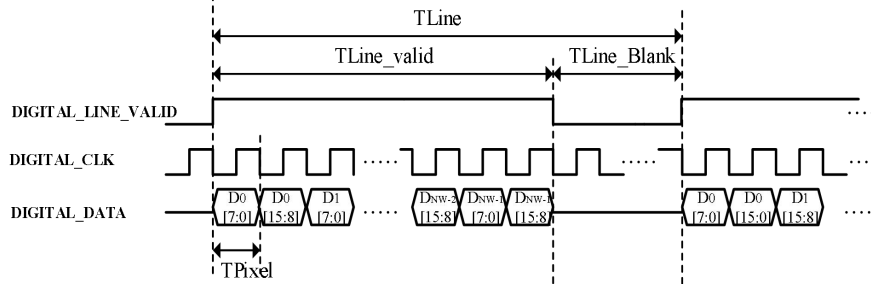 TLine
TLine_valid
TLine_Blank
DIGITAL_LINE_VALID
....
DIGITAL_CLK
.....
.....
...
DIGITAL_DATA
D0 [7:0]
D0 [15:8]
D1 [7:0]
.....
DNW-2 [15:8]
DNW-1 [7:0]
DNW-1 [15:8]
D0 [7:0]
D0 [15:0]
D1 [15:8]
....
TPixel